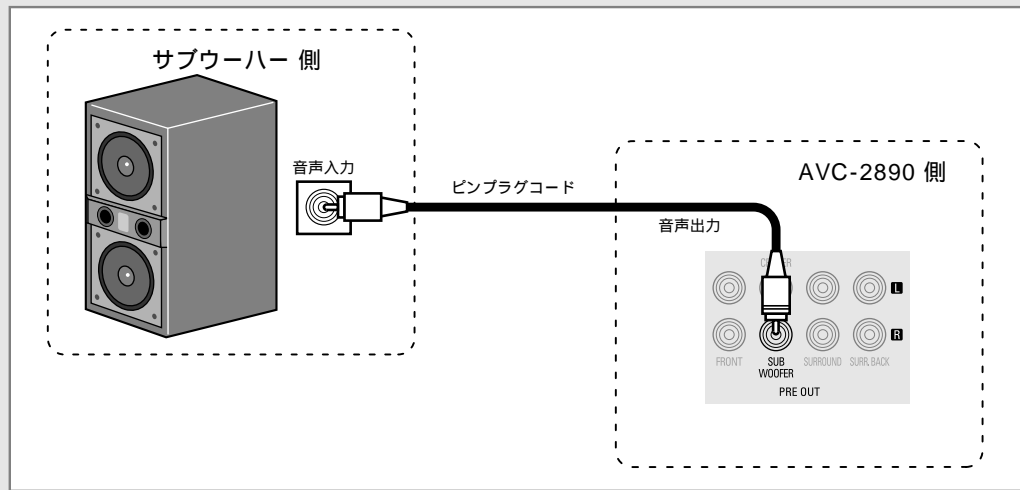 サブウーハー 側
音声入力
ピンプラグコード
AVC-2890 側
音声出力
CENTER
L
R
FRONT
SUB
WOOFER
SURROUND
SURR. BACK
PRE OUT